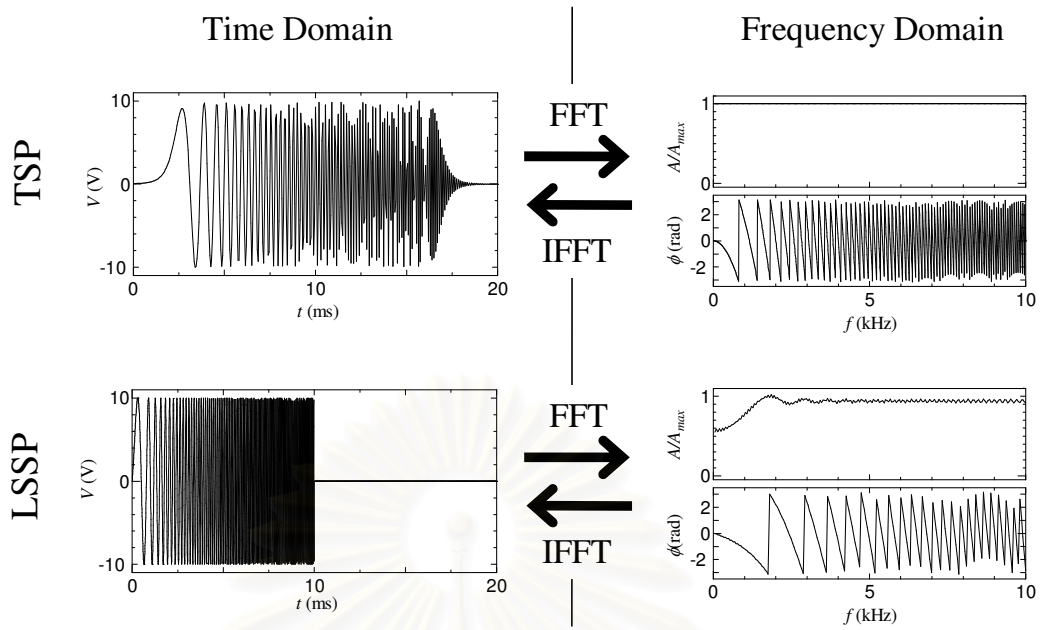 Time Domain
Frequency Domain
TSP
V (V)
10
0
-10
0
10
20
t (ms)
FFT
IFFT
A/Amax
1
0
ϕ (rad)
2
0
-2
0
5
10
f (kHz)
LSSP
V (V)
10
0
-10
0
10
20
t (ms)
FFT
IFFT
A/Amax
1
0
ϕ(rad)
2
0
-2
0
5
10
f (kHz)